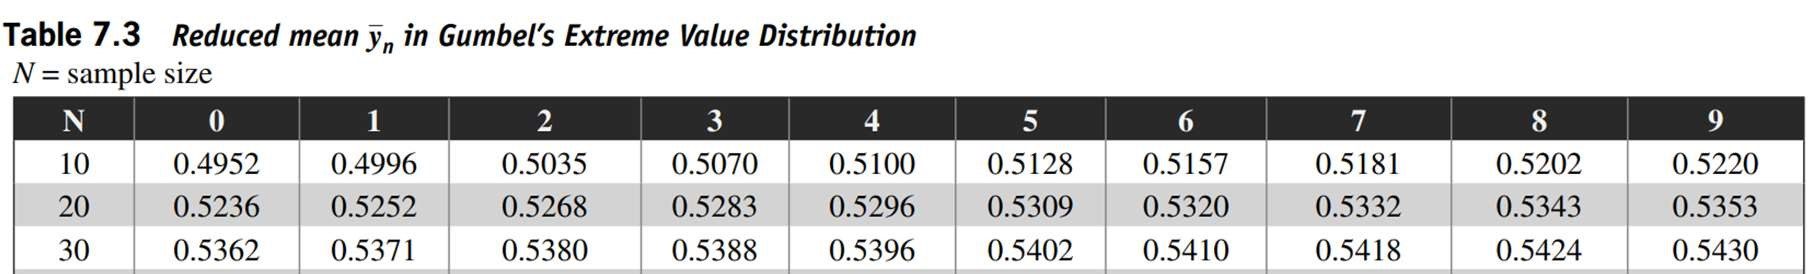 Table 7.3 Reduced mean ȳn in Gumbel's Extreme Value Distribution
N = sample size
N 0 1 2 3 4 5 6 7 8 9
10 0.4952 0.4996 0.5035 0.5070 0.5100 0.5128 0.5157 0.5181 0.5202 0.5220
20 0.5236 0.5252 0.5268 0.5283 0.5296 0.5309 0.5320 0.5332 0.5343 0.5353
30 0.5362 0.5371 0.5380 0.5388 0.5396 0.5402 0.5410 0.5418 0.5424 0.5430